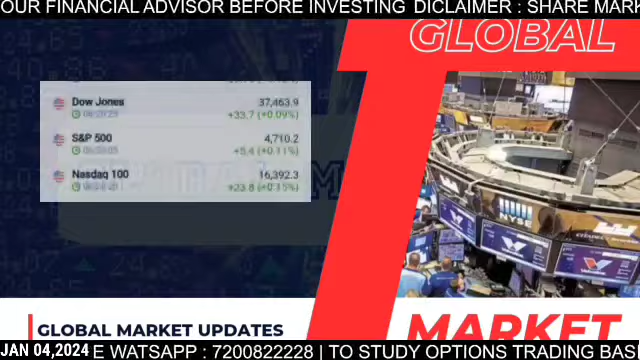 OUR FINANCIAL ADVISOR BEFORE INVESTING DICLAIMER : SHARE MARK
GLOBAL
Dow Jones 37,463.9
+33.7 (+0.09%)
S&P 500 4,710.2
+5.4 (+0.11%)
Nasdaq 100 16,392.3
+23.8 (+0.15%)
NYSE
GLOBAL MARKET UPDATES
MARKET
JAN 04,2024 E WATSAPP : 7200822228 | TO STUDY OPTIONS TRADING BAS